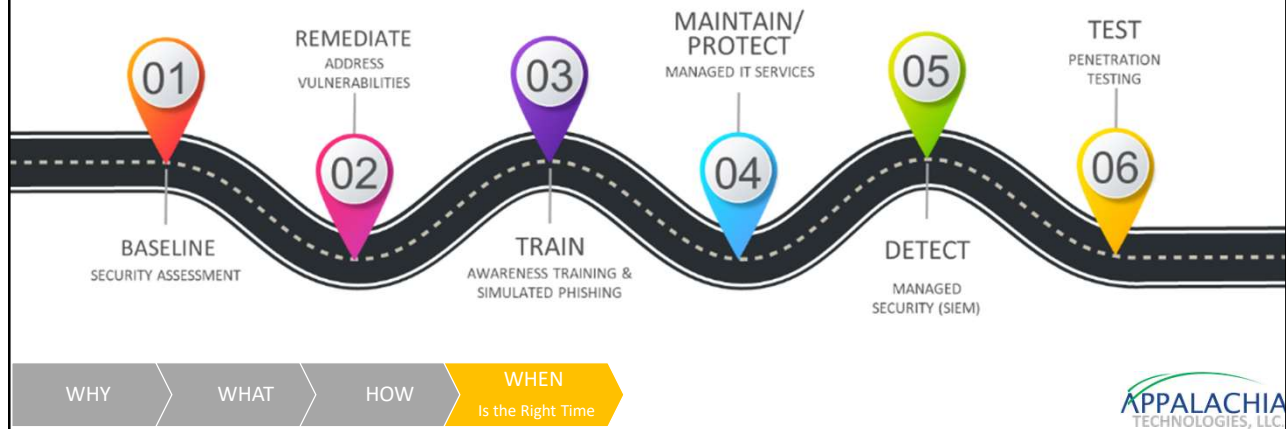 01
BASELINE
SECURITY ASSESSMENT
REMEDIATE
ADDRESS
VULNERABILITIES
02
03
TRAIN
AWARENESS TRAINING &
SIMULATED PHISHING
MAINTAIN/
PROTECT
MANAGED IT SERVICES
04
05
DETECT
MANAGED
SECURITY (SIEM)
TEST
PENETRATION
TESTING
06
WHY
WHAT
HOW
WHEN
Is the Right Time
APPALACHIA
TECHNOLOGIES, LLC